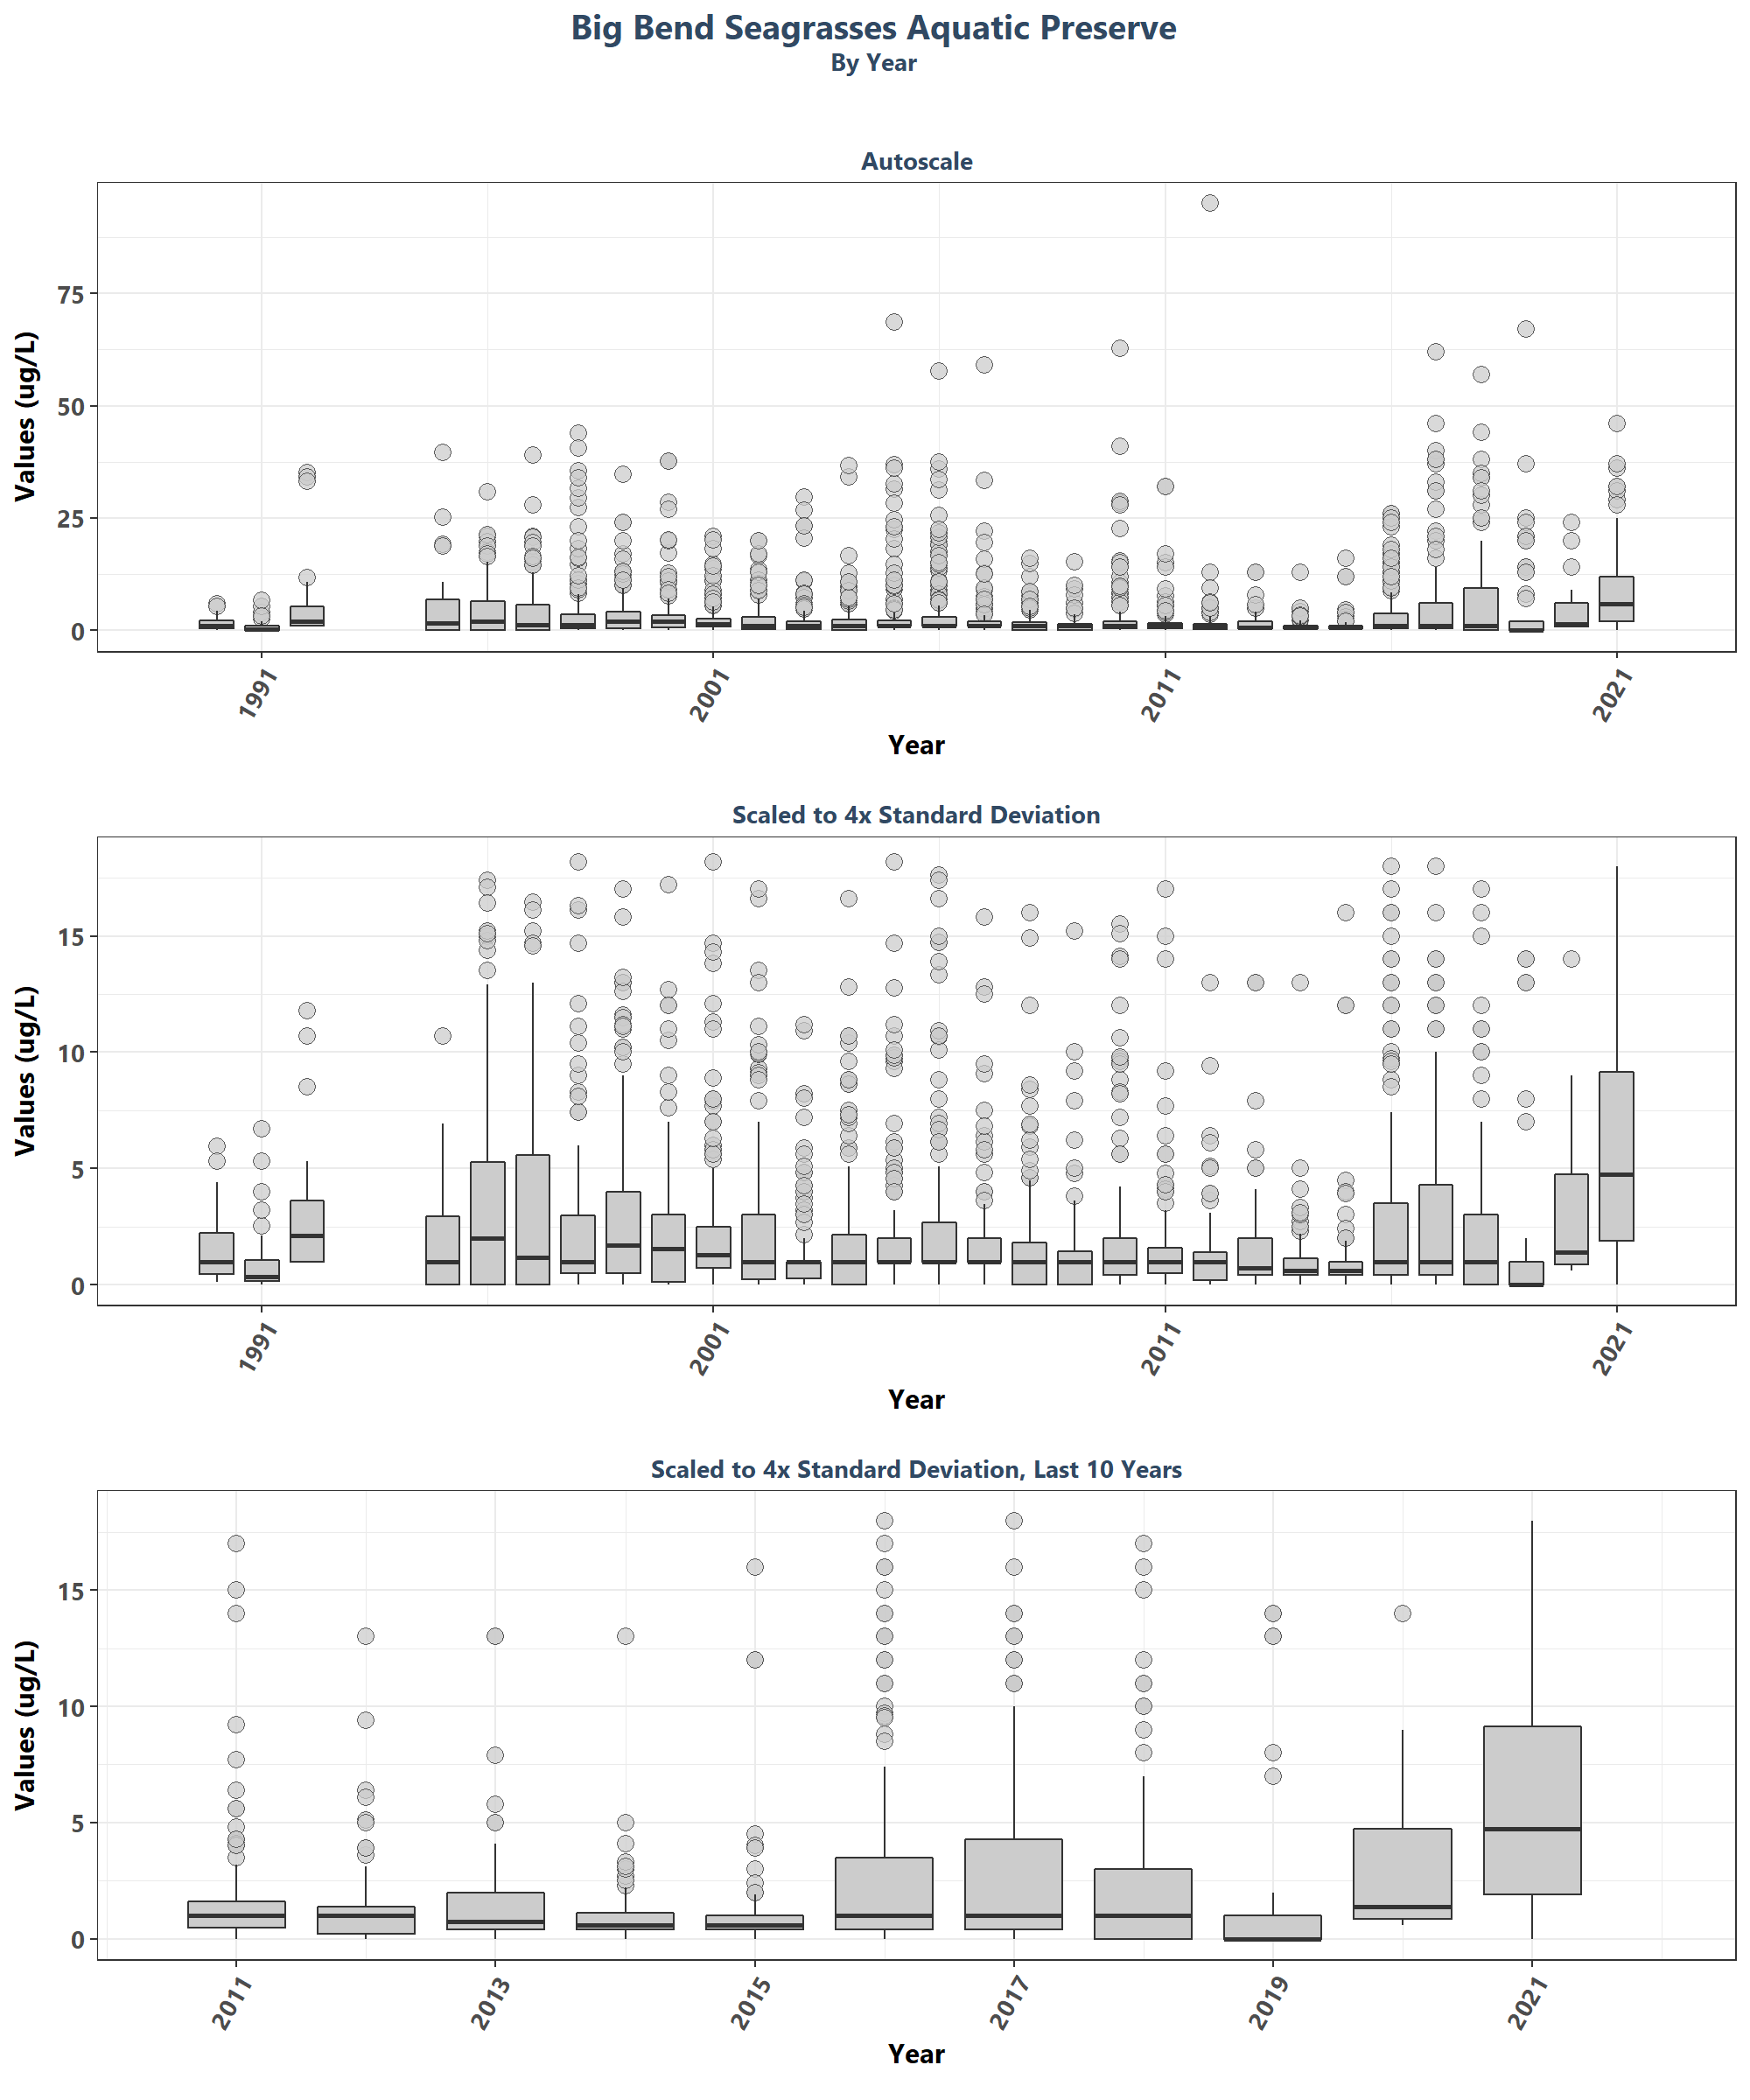 Big Bend Seagrasses Aquatic Preserve
By Year
Autoscale
Values (ug/L)
75
50
25
0
1991
2001
2011
2021
Year
Scaled to 4x Standard Deviation
Values (ug/L)
15
10
5
0
1991
2001
2011
2021
Year
Scaled to 4x Standard Deviation, Last 10 Years
Values (ug/L)
15
10
5
0
2011
2013
2015
2017
2019
2021
Year